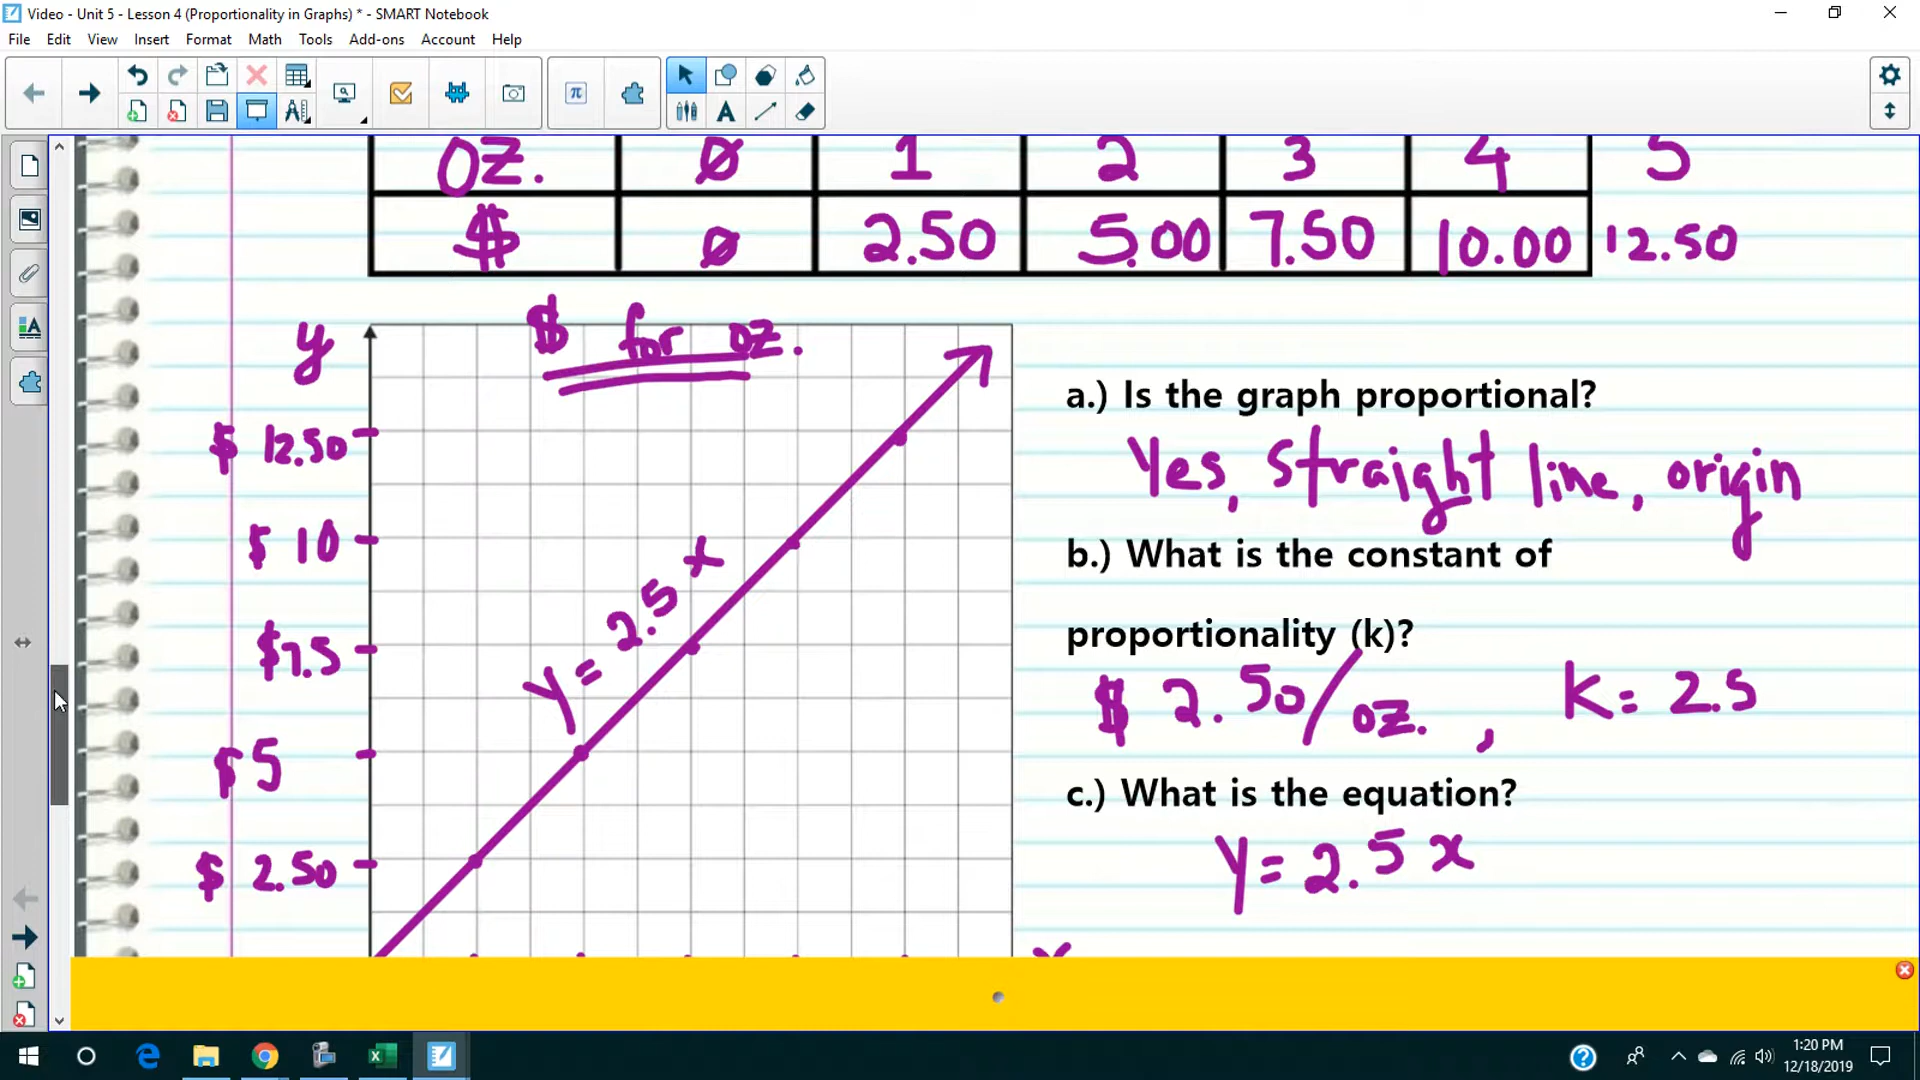 Video - Unit 5 - Lesson 4 (Proportionality in Graphs) * - SMART Notebook
File Edit View Insert Format Math Tools Add-ons Account Help
OZ. 0 1 2 3 4 5
$ 0 2.50 5.00 7.50 10.00 12.50
$ for oz.
y
$ 12.50
$ 10
$7.5
$5
$ 2.50
y = 2.5 x
x
a.) Is the graph proportional?
Yes, straight line, origin
b.) What is the constant of
proportionality (k)?
$ 2.50/oz., K = 2.5
c.) What is the equation?
y = 2.5 x
1:20 PM
12/18/2019